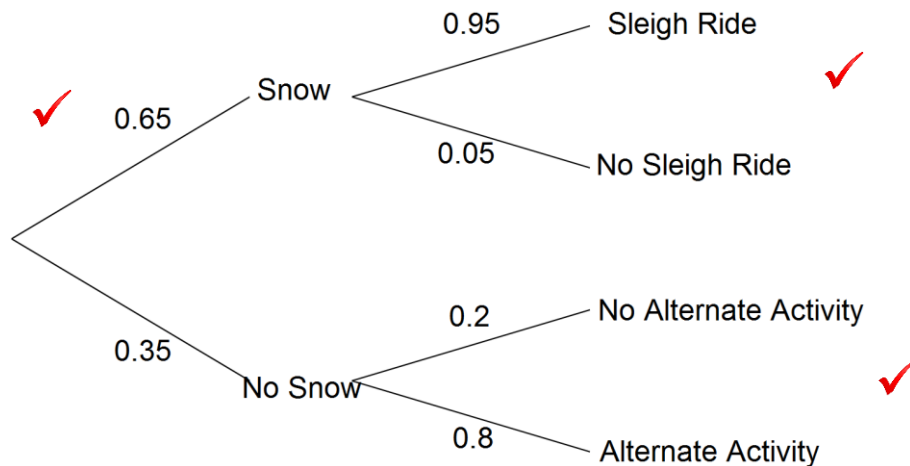 0.95
Sleigh Ride
Snow
0.65
0.05
No Sleigh Ride
0.2
No Alternate Activity
0.35
No Snow
0.8
Alternate Activity